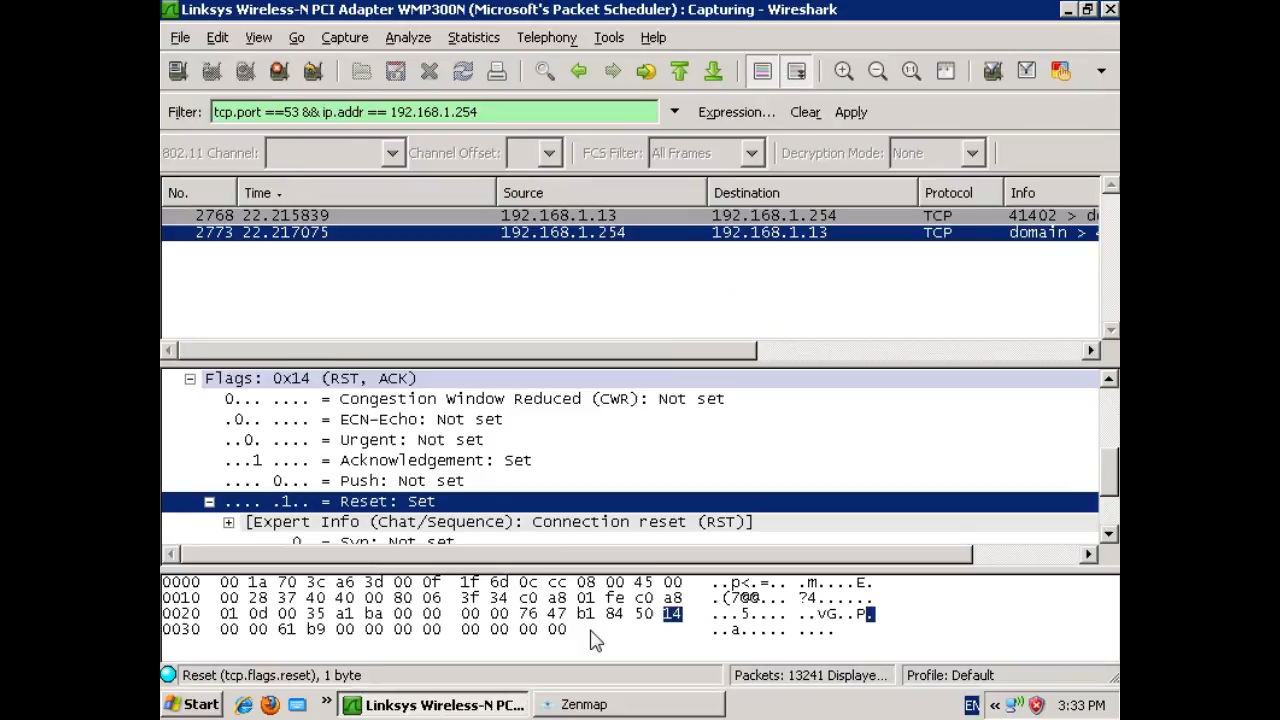 Linksys Wireless-N PCI Adapter WMP300N (Microsoft's Packet Scheduler) : Capturing - Wireshark
File Edit View Go Capture Analyze Statistics Telephony Tools Help
Filter: tcp.port ==53 && ip.addr == 192.168.1.254 Expression... Clear Apply
802.11 Channel: Channel Offset: FCS Filter: All Frames Decryption Mode: None
No. Time Source Destination Protocol Info
2768 22.215839 192.168.1.13 192.168.1.254 TCP 41402 > d
2773 22.217075 192.168.1.254 192.168.1.13 TCP domain > 4
Flags: 0x14 (RST, ACK)
0... .... = Congestion Window Reduced (CWR): Not set
.0.. .... = ECN-Echo: Not set
..0. .... = Urgent: Not set
...1 .... = Acknowledgement: Set
.... 0... = Push: Not set
.... .1.. = Reset: Set
[Expert Info (Chat/Sequence): Connection reset (RST)]
0 = Syn: Not set
0000 00 1a 70 3c a6 3d 00 0f 1f 6d 0c cc 08 00 45 00 ..p<.=.. .m....E.
0010 00 28 37 40 40 00 80 06 3f 34 c0 a8 01 fe c0 a8 .(7@@... ?4......
0020 01 0d 00 35 a1 ba 00 00 00 00 76 47 b1 84 50 14 ...5.... ..vG..P.
0030 00 00 61 b9 00 00 00 00 00 00 00 00 ..a..... ....
Reset (tcp.flags.reset), 1 byte Packets: 13241 Displaye... Profile: Default
Start Linksys Wireless-N PC... Zenmap EN 3:33 PM